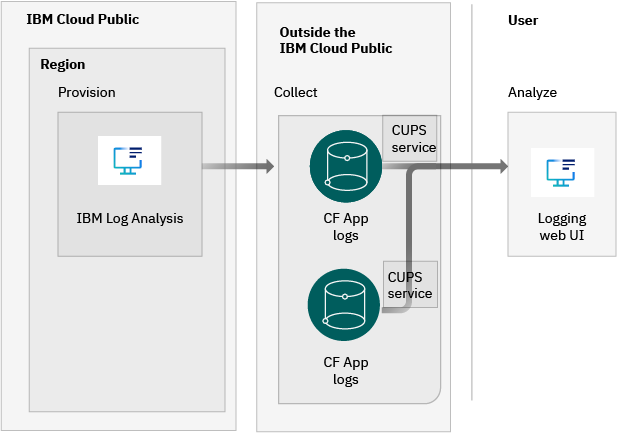 IBM Cloud Public
Region
Provision
IBM Log Analysis
Outside the
IBM Cloud Public
Collect
CUPS
service
CF App
logs
CUPS
service
CF App
logs
User
Analyze
Logging
web UI